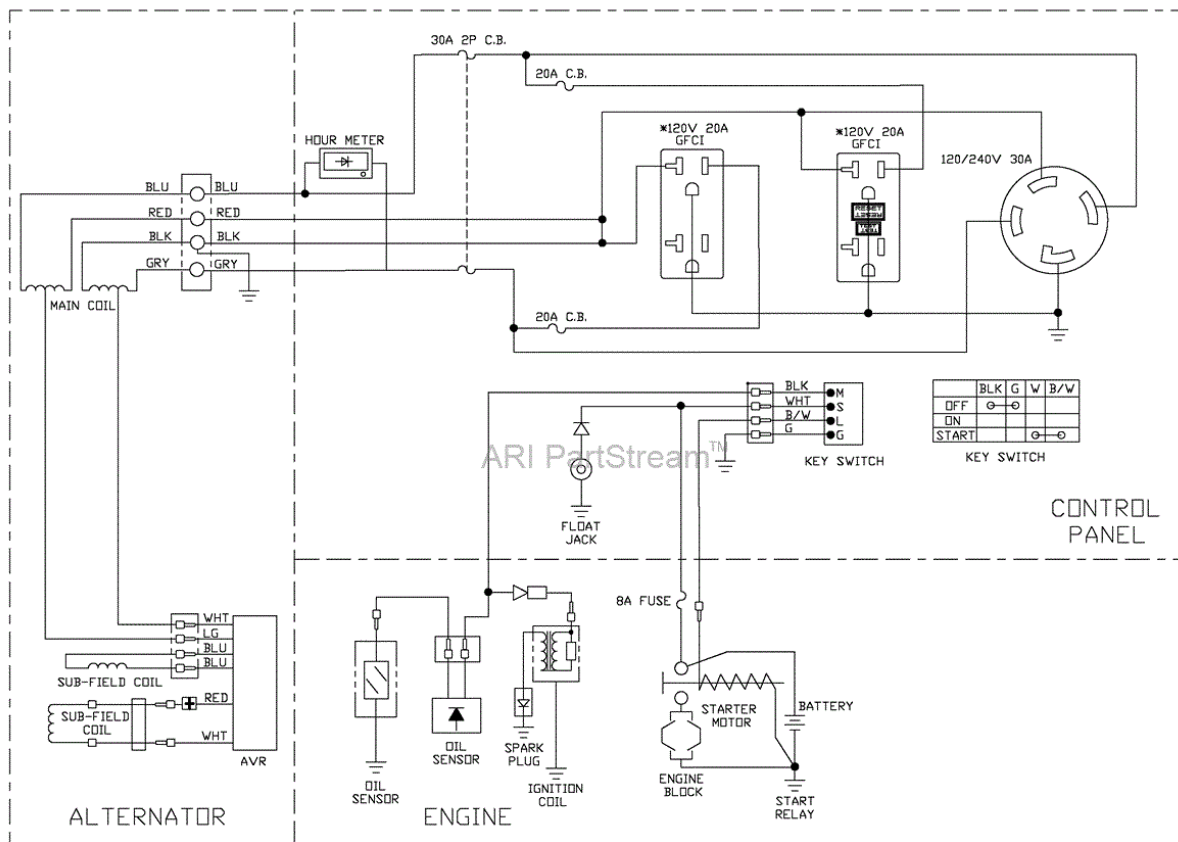 30A 2P C.B.
20A C.B.
HOUR METER
*120V 20A
GFCI
*120V 20A
GFCI
120/240V 30A
BLU
BLU
RED
RED
BLK
BLK
GRY
GRY
MAIN COIL
20A C.B.
RESET
TEST
BLK
M
WHT
S
B/W
L
G
G
KEY SWITCH
BLK G W B/W
OFF
ON
START
KEY SWITCH
ARI PartStream™
FLOAT
JACK
CONTROL
PANEL
8A FUSE
WHT
LG
BLU
BLU
SUB-FIELD COIL
RED
SUB-FIELD
COIL
WHT
AVR
OIL
SENSOR
OIL
SENSOR
SPARK
PLUG
IGNITION
COIL
STARTER
MOTOR
BATTERY
ENGINE
BLOCK
START
RELAY
ALTERNATOR
ENGINE